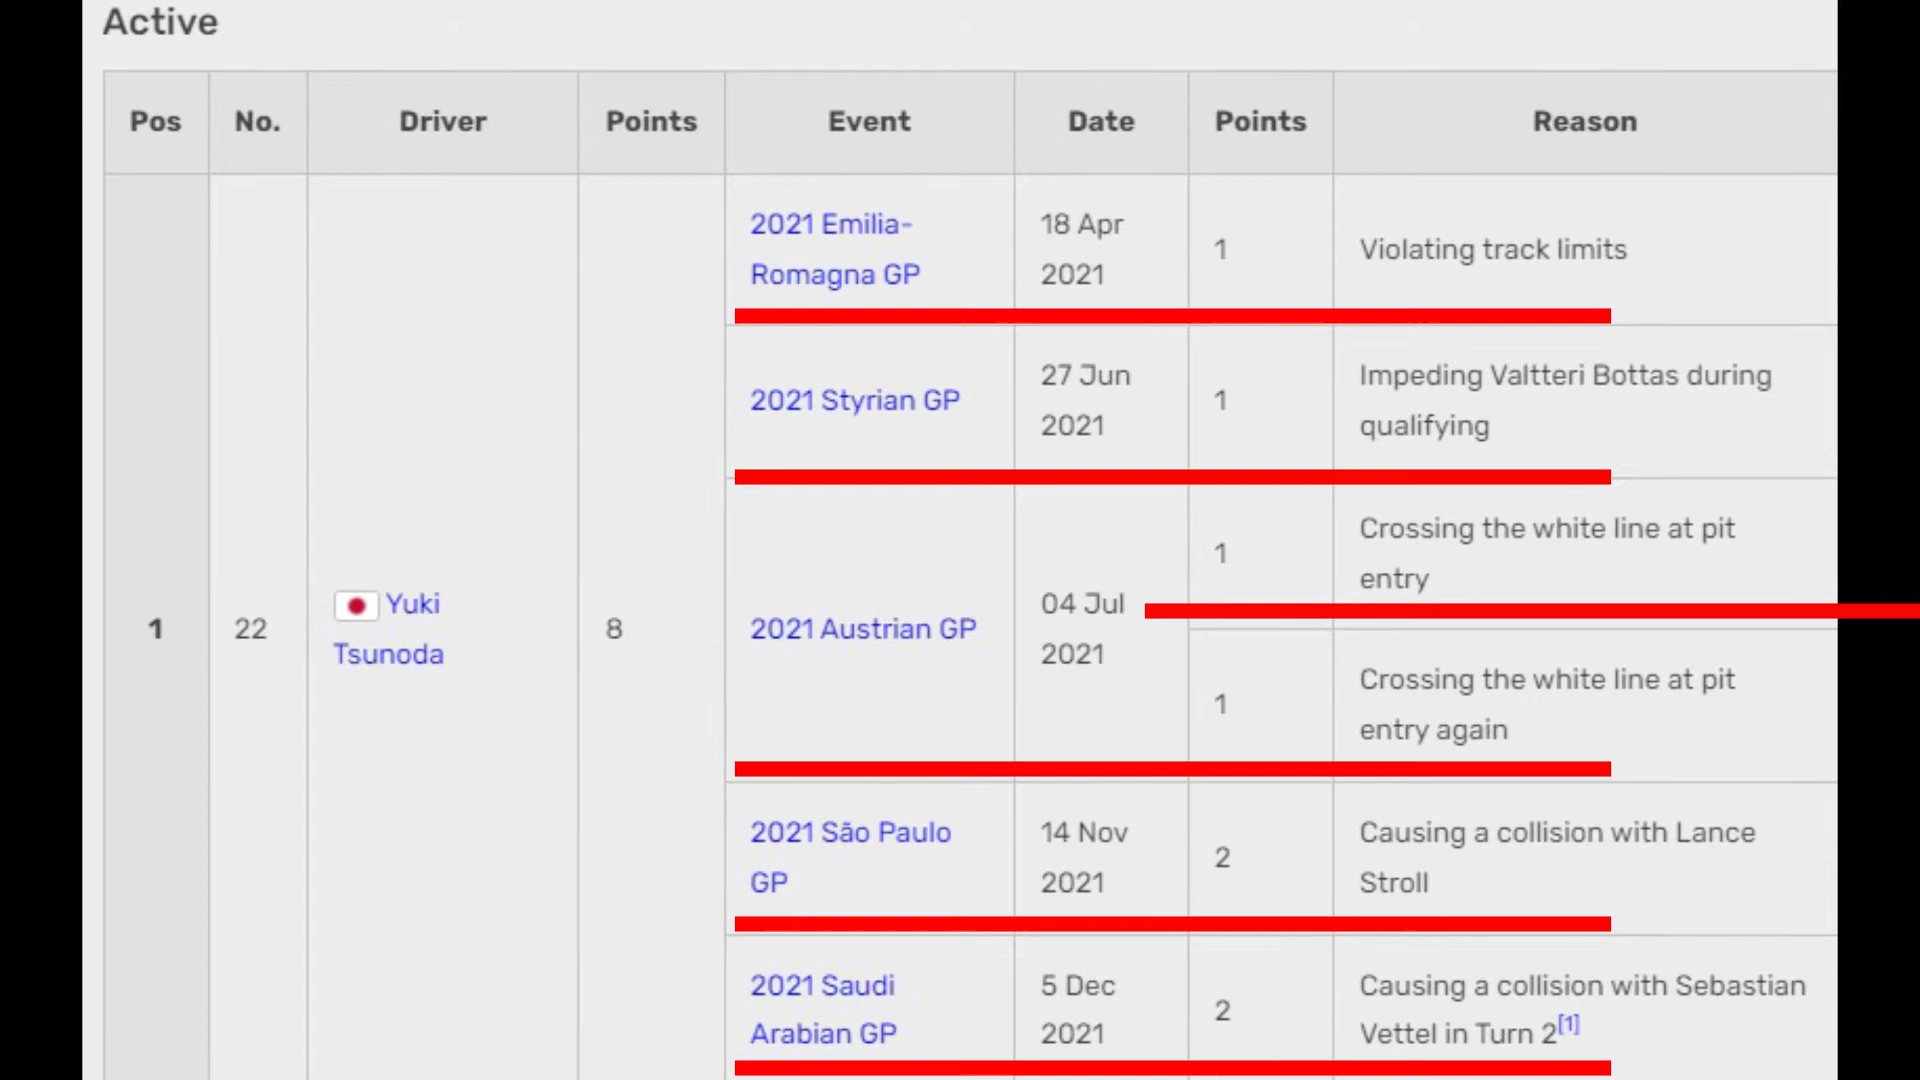 Active
Pos No. Driver Points Event Date Points Reason
1
22
Yuki
Tsunoda
8
2021 Emilia-
Romagna GP
18 Apr
2021
1
Violating track limits
2021 Styrian GP
27 Jun
2021
1
Impeding Valtteri Bottas during
qualifying
2021 Austrian GP
04 Jul
2021
1
Crossing the white line at pit
entry
1
Crossing the white line at pit
entry again
2021 São Paulo
GP
14 Nov
2021
2
Causing a collision with Lance
Stroll
2021 Saudi
Arabian GP
5 Dec
2021
2
Causing a collision with Sebastian
Vettel in Turn 2[1]